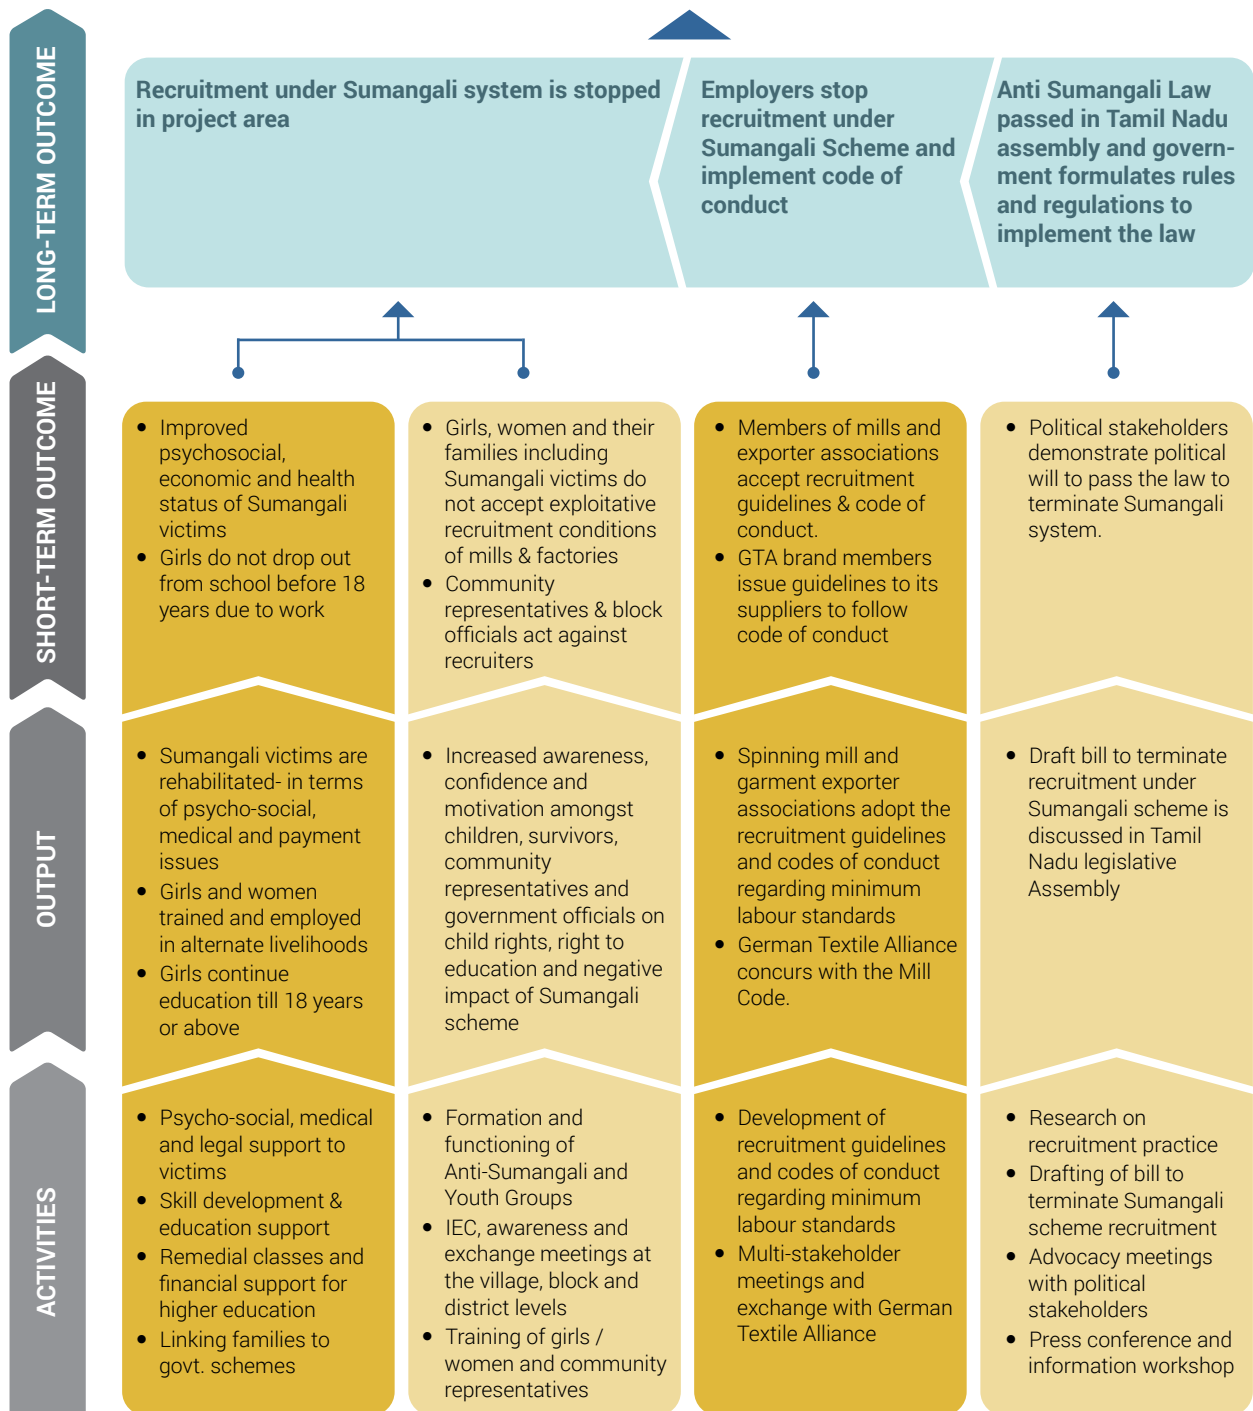 LONG-TERM OUTCOME
Recruitment under Sumangali system is stopped
in project area
Employers stop
recruitment under
Sumangali Scheme and
implement code of
conduct
Anti Sumangali Law
passed in Tamil Nadu
assembly and govern-
ment formulates rules
and regulations to
implement the law
SHORT-TERM OUTCOME
• Improved
psychosocial,
economic and health
status of Sumangali
victims
• Girls do not drop out
from school before 18
years due to work
• Girls, women and their
families including
Sumangali victims do
not accept exploitative
recruitment conditions
of mills & factories
• Community
representatives & block
officials act against
recruiters
• Members of mills and
exporter associations
accept recruitment
guidelines & code of
conduct.
• GTA brand members
issue guidelines to its
suppliers to follow
code of conduct
• Political stakeholders
demonstrate political
will to pass the law to
terminate Sumangali
system.
OUTPUT
• Sumangali victims are
rehabilitated- in terms
of psycho-social,
medical and payment
issues
• Girls and women
trained and employed
in alternate livelihoods
• Girls continue
education till 18 years
or above
• Increased awareness,
confidence and
motivation amongst
children, survivors,
community
representatives and
government officials on
child rights, right to
education and negative
impact of Sumangali
scheme
• Spinning mill and
garment exporter
associations adopt the
recruitment guidelines
and codes of conduct
regarding minimum
labour standards
• German Textile Alliance
concurs with the Mill
Code.
• Draft bill to terminate
recruitment under
Sumangali scheme is
discussed in Tamil
Nadu legislative
Assembly
ACTIVITIES
• Psycho-social, medical
and legal support to
victims
• Skill development &
education support
• Remedial classes and
financial support for
higher education
• Linking families to
govt. schemes
• Formation and
functioning of
Anti-Sumangali and
Youth Groups
• IEC, awareness and
exchange meetings at
the village, block and
district levels
• Training of girls /
women and community
representatives
• Development of
recruitment guidelines
and codes of conduct
regarding minimum
labour standards
• Multi-stakeholder
meetings and
exchange with German
Textile Alliance
• Research on
recruitment practice
• Drafting of bill to
terminate Sumangali
scheme recruitment
• Advocacy meetings
with political
stakeholders
• Press conference and
information workshop